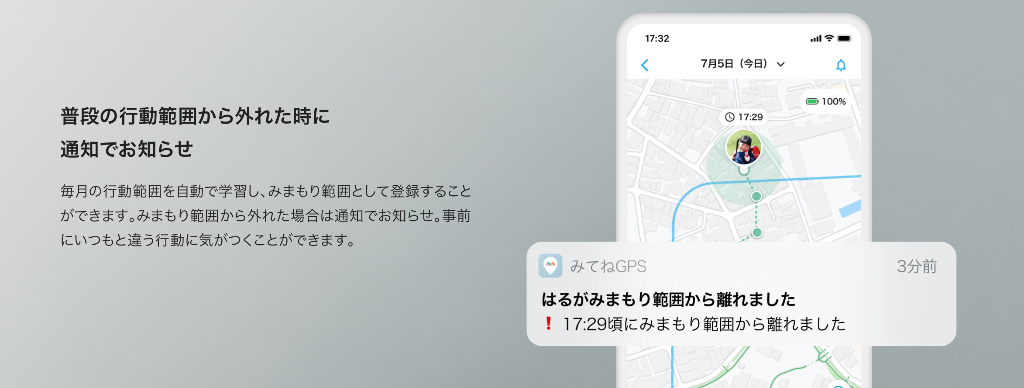 普段の行動範囲から外れた時に
通知でお知らせ
毎月の行動範囲を自動で学習し、みまもり範囲として登録すること
ができます。みまもり範囲から外れた場合は通知でお知らせ。事前
にいつもと違う行動に気がつくことができます。
17:32
7月5日（今日）
100%
17:29
みてねGPS 3分前
はるがみまもり範囲から離れました
❗ 17:29頃にみまもり範囲から離れました